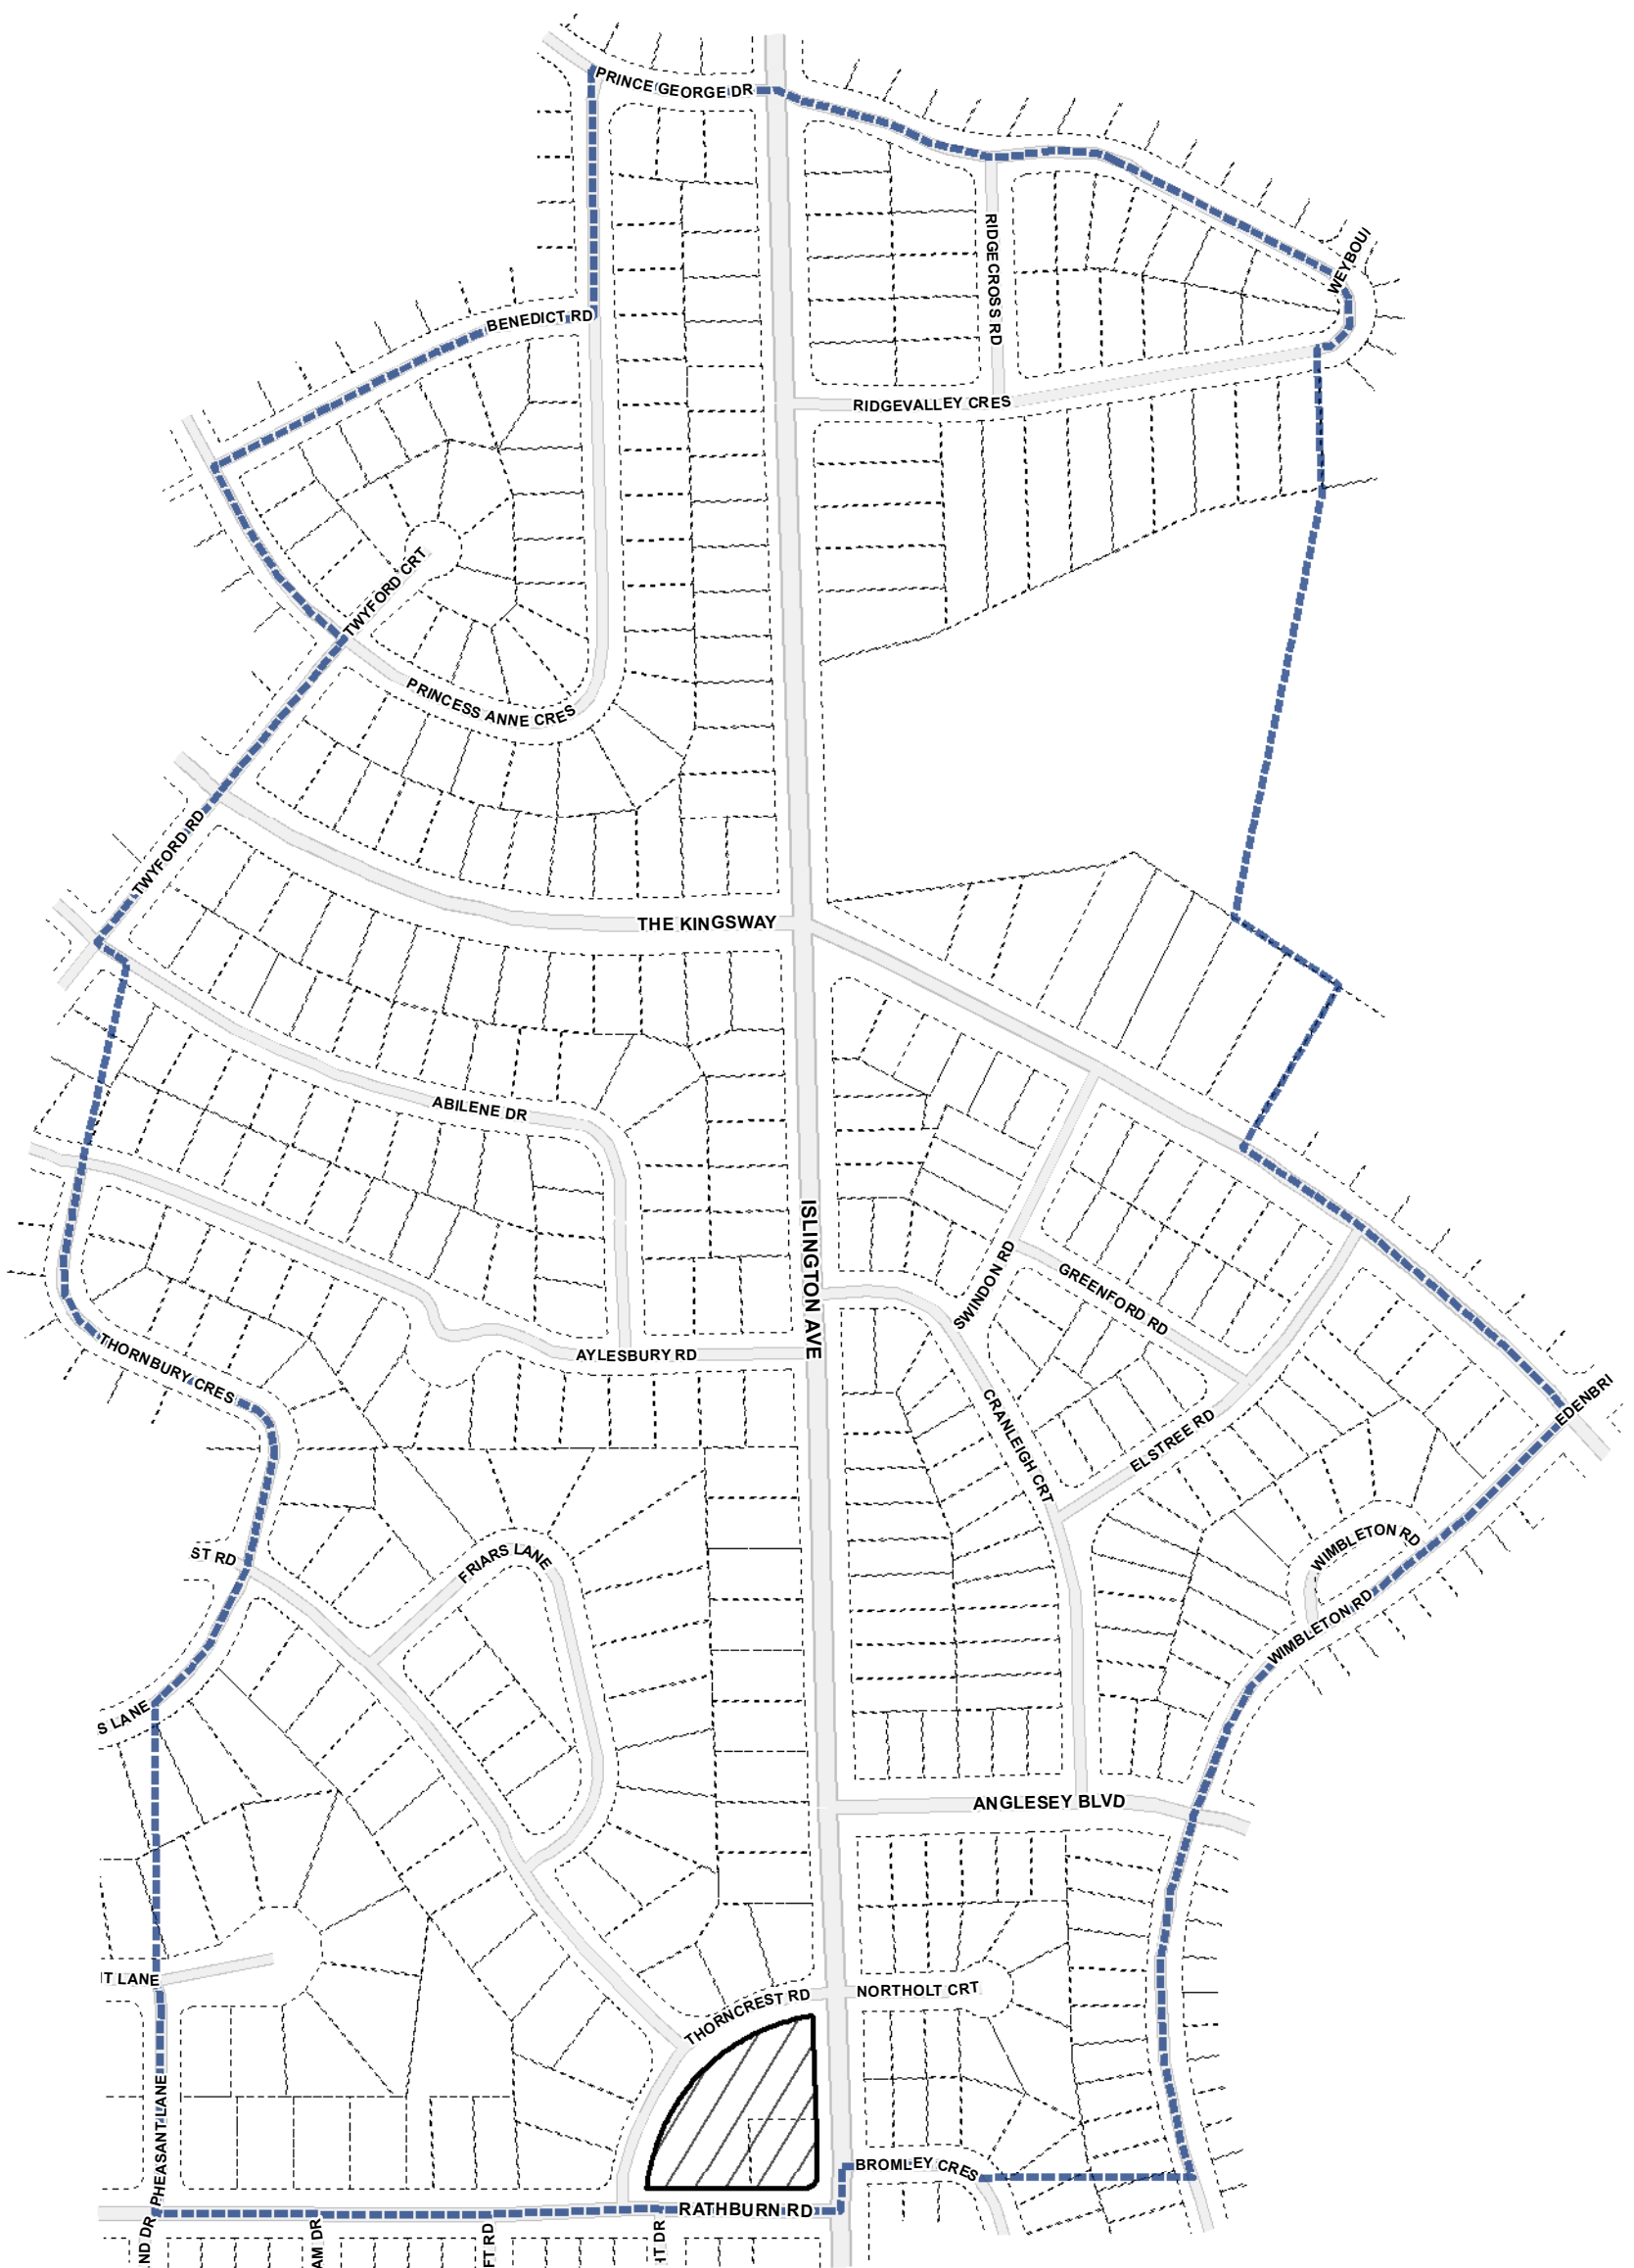 PRINCE GEORGE DR
WEYBOUI
RIDGECROSS RD
BENEDICT RD
RIDGEVALLEY CRES
TWYFORD CRT
PRINCESS ANNE CRES
TWYFORD RD
THE KINGSWAY
ABILENE DR
ISLINGTON AVE
SWINDON RD
GREENFORD RD
THORNBURY CRES
AYLESBURY RD
EDENBRI
CRANLEIGH CRT
ELSTREE RD
WIMBLETON RD
ST RD
FRIARS LANE
WIMBLETON RD
S LANE
ANGLESEY BLVD
IT LANE
NORTHOLT CRT
THORNCREST RD
PHEASANT LANE
BROMLEY CRES
RATHBURN RD
ND DR
AM DR
FT RD
HT DR